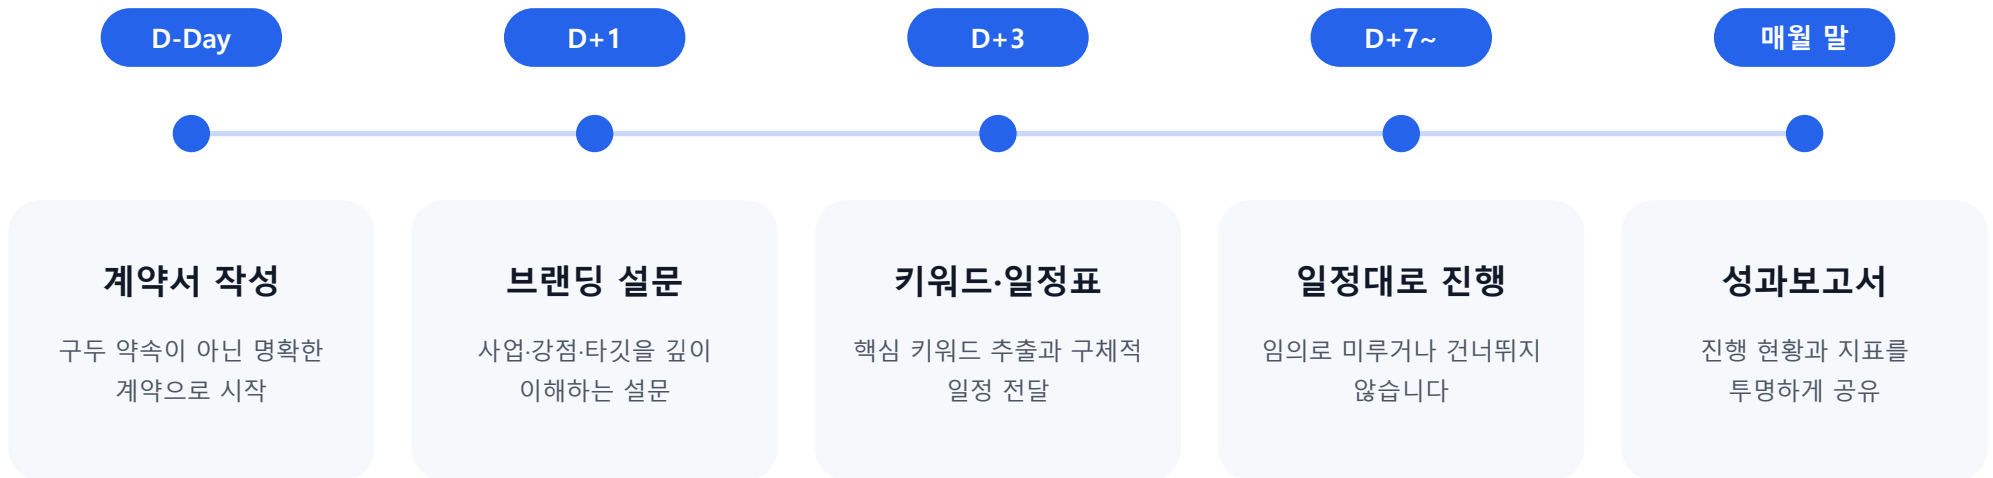 D-Day
D+1
D+3
D+7~
매월 말
계약서 작성
구두 약속이 아닌 명확한
계약으로 시작
브랜딩 설문
사업·강점·타깃을 깊이
이해하는 설문
키워드·일정표
핵심 키워드 추출과 구체적
일정 전달
일정대로 진행
임의로 미루거나 건너뛰지
않습니다
성과보고서
진행 현황과 지표를
투명하게 공유